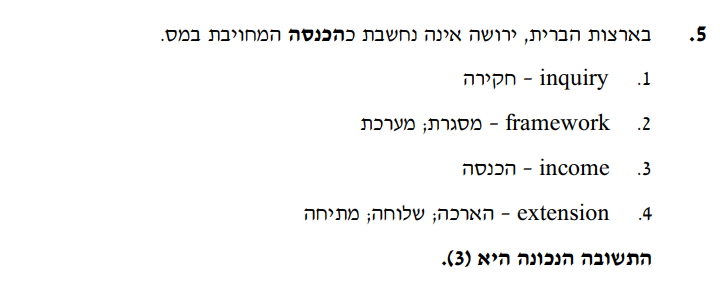 5. בארצות הברית, ירושה אינה נחשבת כהכנסה המחויבת במס.
1. inquiry – חקירה
2. framework – מסגרת; מערכת
3. income – הכנסה
4. extension – הארכה; שלוחה; מתיחה
התשובה הנכונה היא (3).